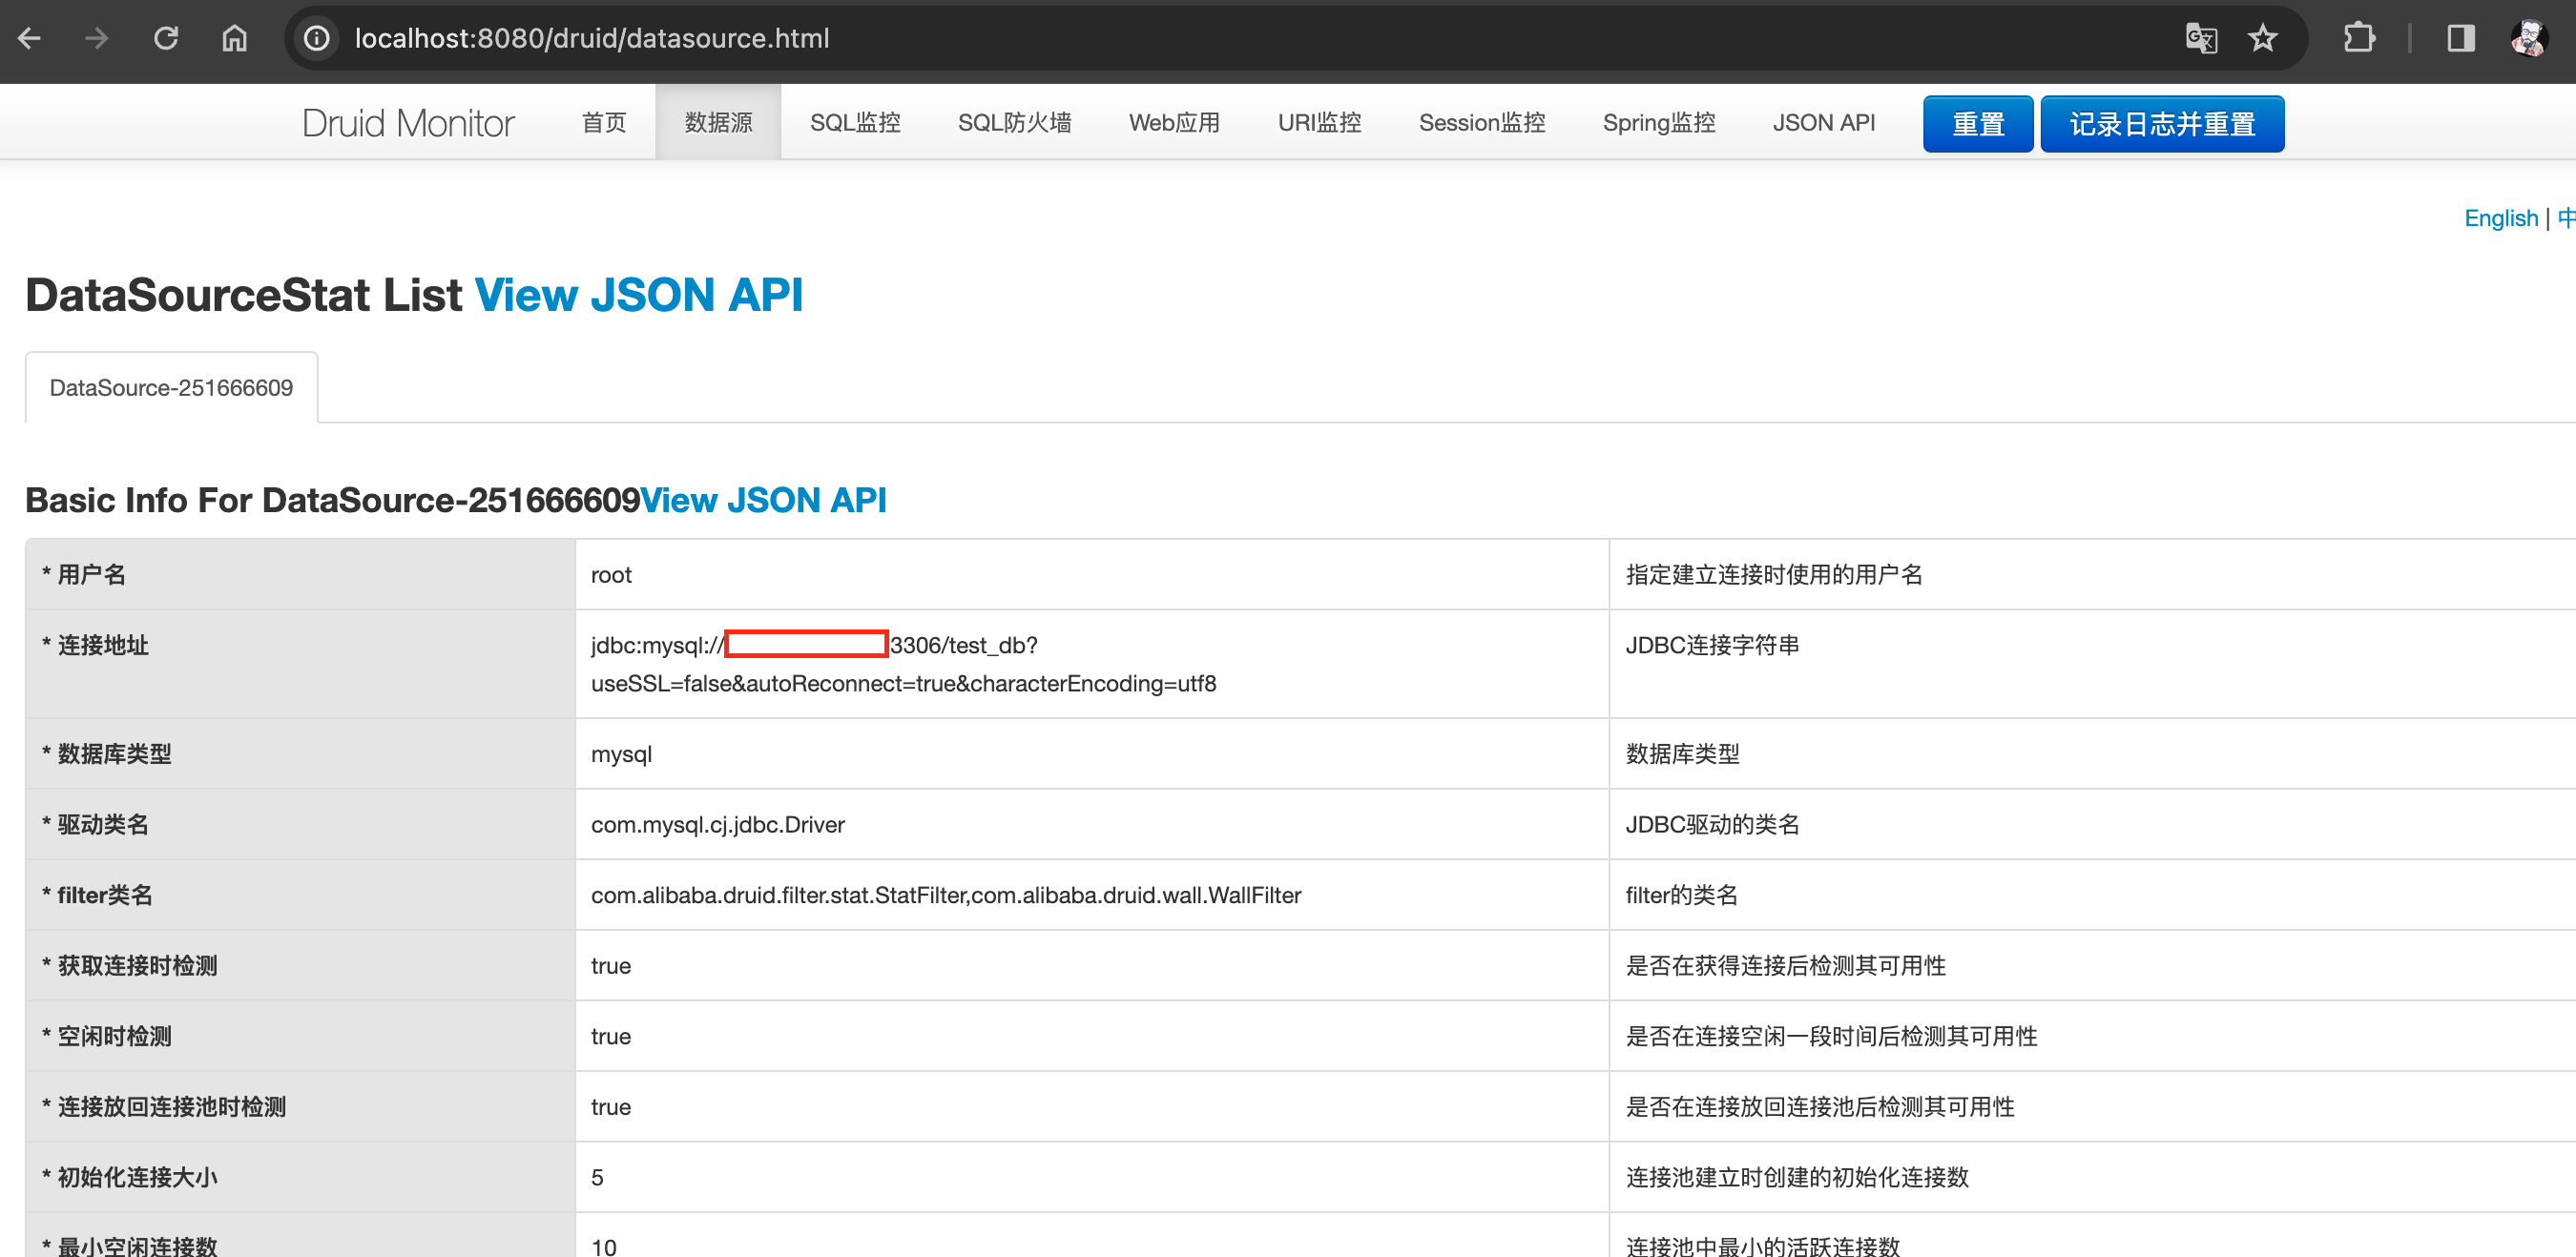 localhost:8080/druid/datasource.html
Druid Monitor 首页 数据源 SQL监控 SQL防火墙 Web应用 URI监控 Session监控 Spring监控 JSON API 重置 记录日志并重置
English | 中
DataSourceStat List View JSON API
DataSource-251666609
Basic Info For DataSource-251666609View JSON API
* 用户名 root 指定建立连接时使用的用户名
* 连接地址 jdbc:mysql:// 3306/test_db? JDBC连接字符串
useSSL=false&autoReconnect=true&characterEncoding=utf8
* 数据库类型 mysql 数据库类型
* 驱动类名 com.mysql.cj.jdbc.Driver JDBC驱动的类名
* filter类名 com.alibaba.druid.filter.stat.StatFilter,com.alibaba.druid.wall.WallFilter filter的类名
* 获取连接时检测 true 是否在获得连接后检测其可用性
* 空闲时检测 true 是否在连接空闲一段时间后检测其可用性
* 连接放回连接池时检测 true 是否在连接放回连接池后检测其可用性
* 初始化连接大小 5 连接池建立时创建的初始化连接数
* 最小空闲连接数 10 连接池中最小的活跃连接数